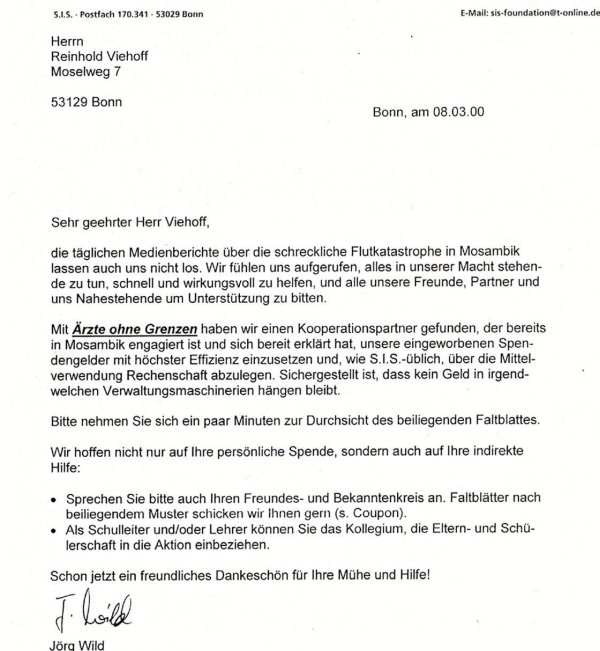 S.I.S. · Postfach 170.341 · 53029 Bonn
E-Mail: sis-foundation@t-online.de
Herrn
Reinhold Viehoff
Moselweg 7
53129 Bonn
Bonn, am 08.03.00
Sehr geehrter Herr Viehoff,
die täglichen Medienberichte über die schreckliche Flutkatastrophe in Mosambik
lassen auch uns nicht los. Wir fühlen uns aufgerufen, alles in unserer Macht stehen-
de zu tun, schnell und wirkungsvoll zu helfen, und alle unsere Freunde, Partner und
uns Nahestehende um Unterstützung zu bitten.
Mit Ärzte ohne Grenzen haben wir einen Kooperationspartner gefunden, der bereits
in Mosambik engagiert ist und sich bereit erklärt hat, unsere eingeworbenen Spen-
dengelder mit höchster Effizienz einzusetzen und, wie S.I.S.-üblich, über die Mittel-
verwendung Rechenschaft abzulegen. Sichergestellt ist, dass kein Geld in irgend-
welchen Verwaltungsmaschinerien hängen bleibt.
Bitte nehmen Sie sich ein paar Minuten zur Durchsicht des beiliegenden Faltblattes.
Wir hoffen nicht nur auf Ihre persönliche Spende, sondern auch auf Ihre indirekte
Hilfe:
• Sprechen Sie bitte auch Ihren Freundes- und Bekanntenkreis an. Faltblätter nach
beiliegendem Muster schicken wir Ihnen gern (s. Coupon).
• Als Schulleiter und/oder Lehrer können Sie das Kollegium, die Eltern- und Schü-
lerschaft in die Aktion einbeziehen.
Schon jetzt ein freundliches Dankeschön für Ihre Mühe und Hilfe!
J. Wild
Jörg Wild